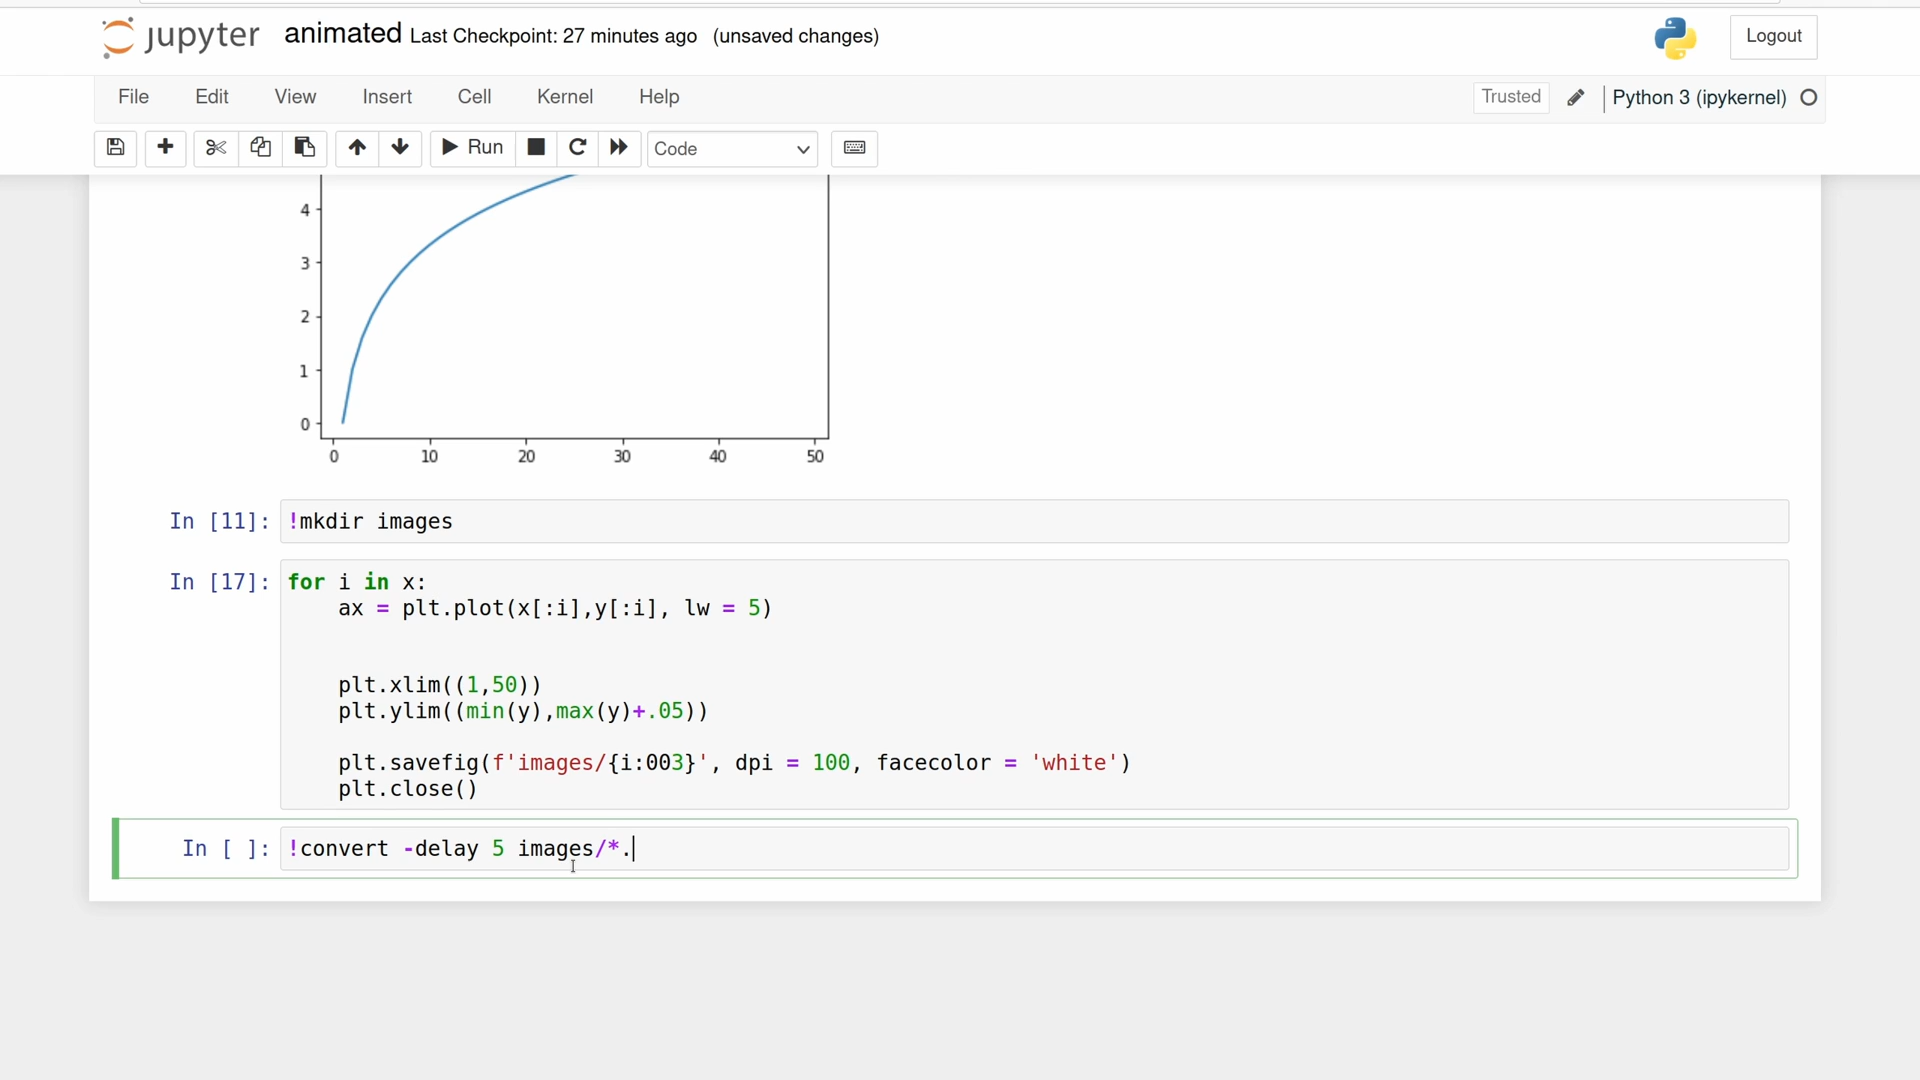 jupyter animated Last Checkpoint: 27 minutes ago (unsaved changes) Logout
File Edit View Insert Cell Kernel Help Trusted Python 3 (ipykernel)
Run Code
4
3
2
1
0
0 10 20 30 40 50
In [11]: !mkdir images
In [17]: for i in x:
ax = plt.plot(x[:i],y[:i], lw = 5)
plt.xlim((1,50))
plt.ylim((min(y),max(y)+.05))
plt.savefig(f'images/{i:003}', dpi = 100, facecolor = 'white')
plt.close()
In [ ]: !convert -delay 5 images/*.